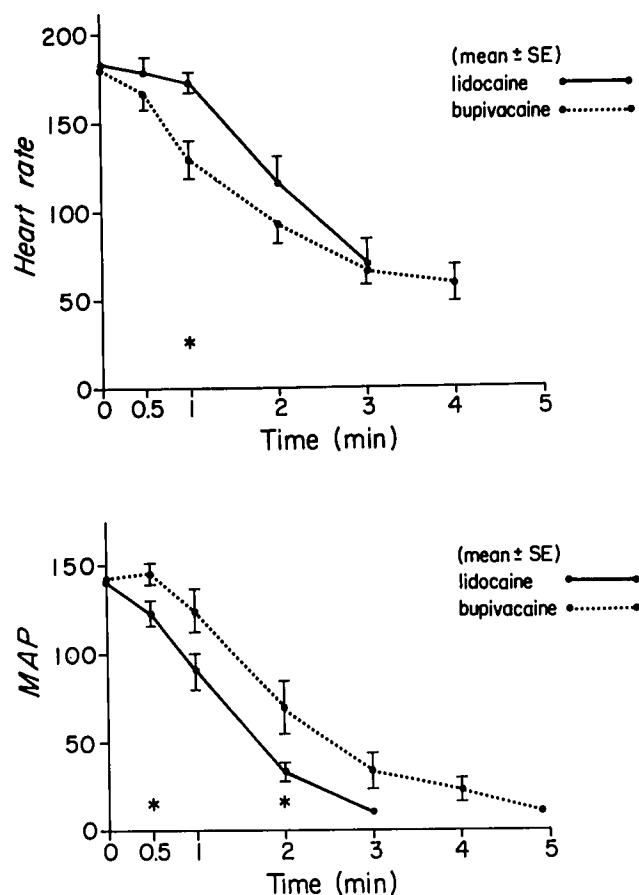 200
150
100
50
0
Heart rate
(mean ± SE)
lidocaine
bupivacaine
*
0 0.5 1 2 3 4 5
Time (min)
150
100
50
0
MAP
(mean ± SE)
lidocaine
bupivacaine
* *
0 0.5 1 2 3 4 5
Time (min)